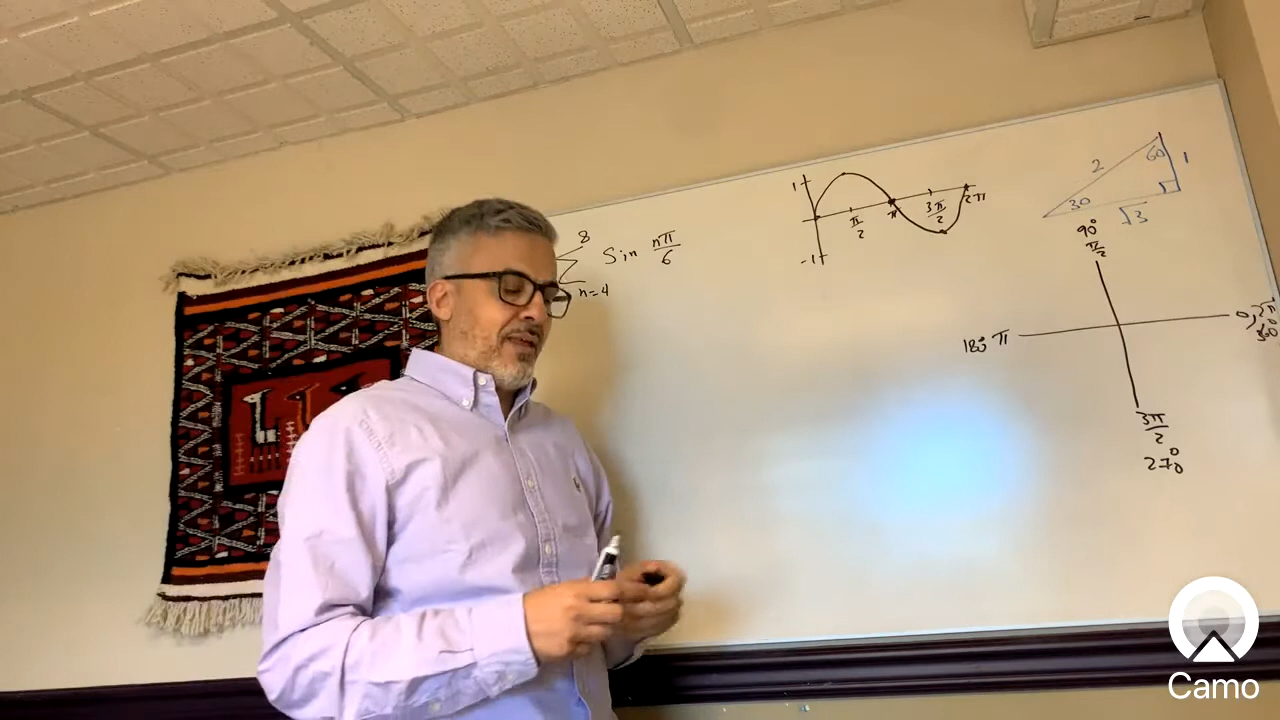 8
Σ sin nπ/6
n=4
1
π/2
π
3π/2
2π
-1
2
60
1
30
√3
90°
π/2
180° π
0, 2π
360
3π/2
270°
Camo